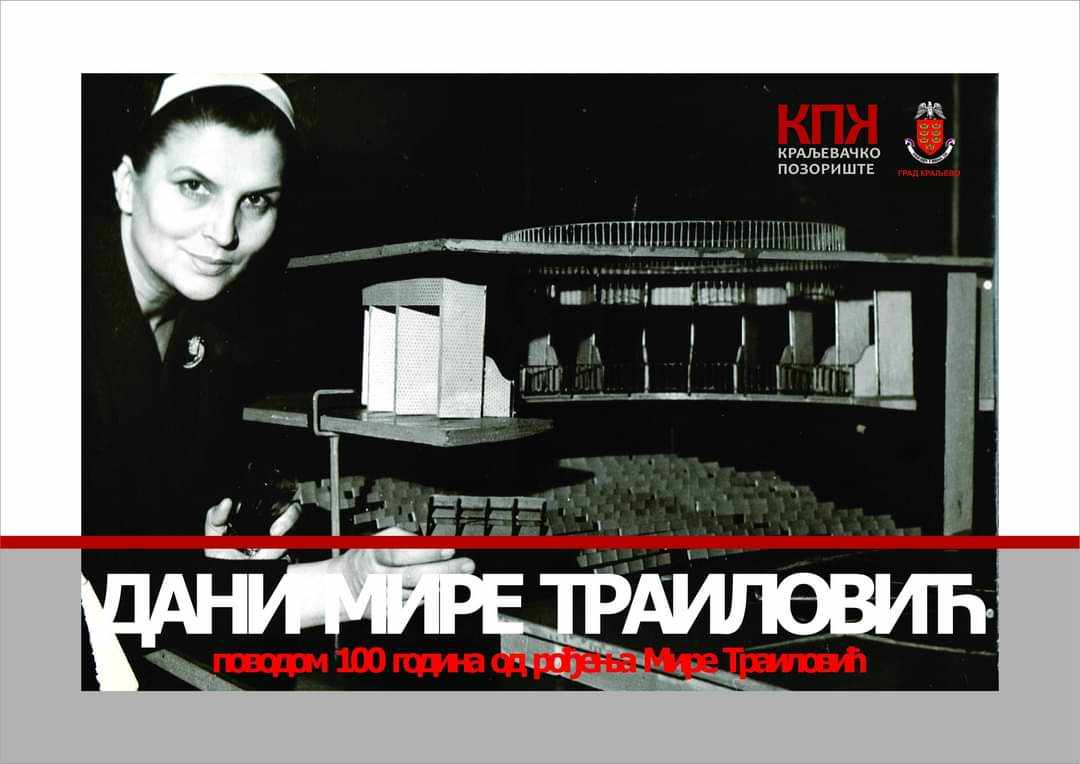 КПК
КРАЉЕВАЧКО
ПОЗОРИШТЕ
ГРАД КРАЉЕВО
ДАНИ МИРЕ ТРАИЛОВИЋ
поводом 100 година од рођења Мире Траиловић